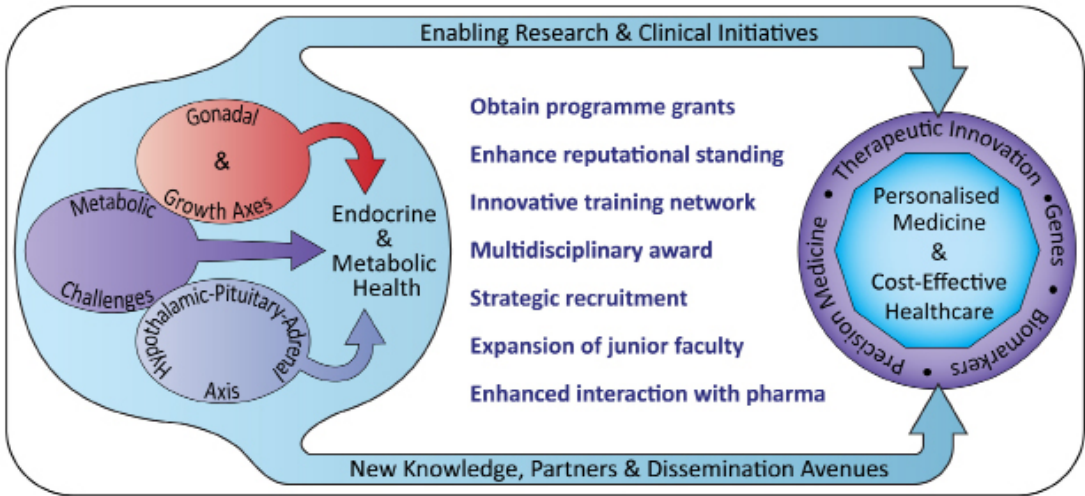 Enabling Research & Clinical Initiatives
Gonadal
&
Growth Axes
Metabolic
Challenges
Hypothalamic-Pituitary-Adrenal
Axis
Endocrine
&
Metabolic
Health
Obtain programme grants
Enhance reputational standing
Innovative training network
Multidisciplinary award
Strategic recruitment
Expansion of junior faculty
Enhanced interaction with pharma
• Therapeutic Innovation • Genes • Biomarkers • Precision Medicine
Personalised
Medicine
&
Cost-Effective
Healthcare
New Knowledge, Partners & Dissemination Avenues